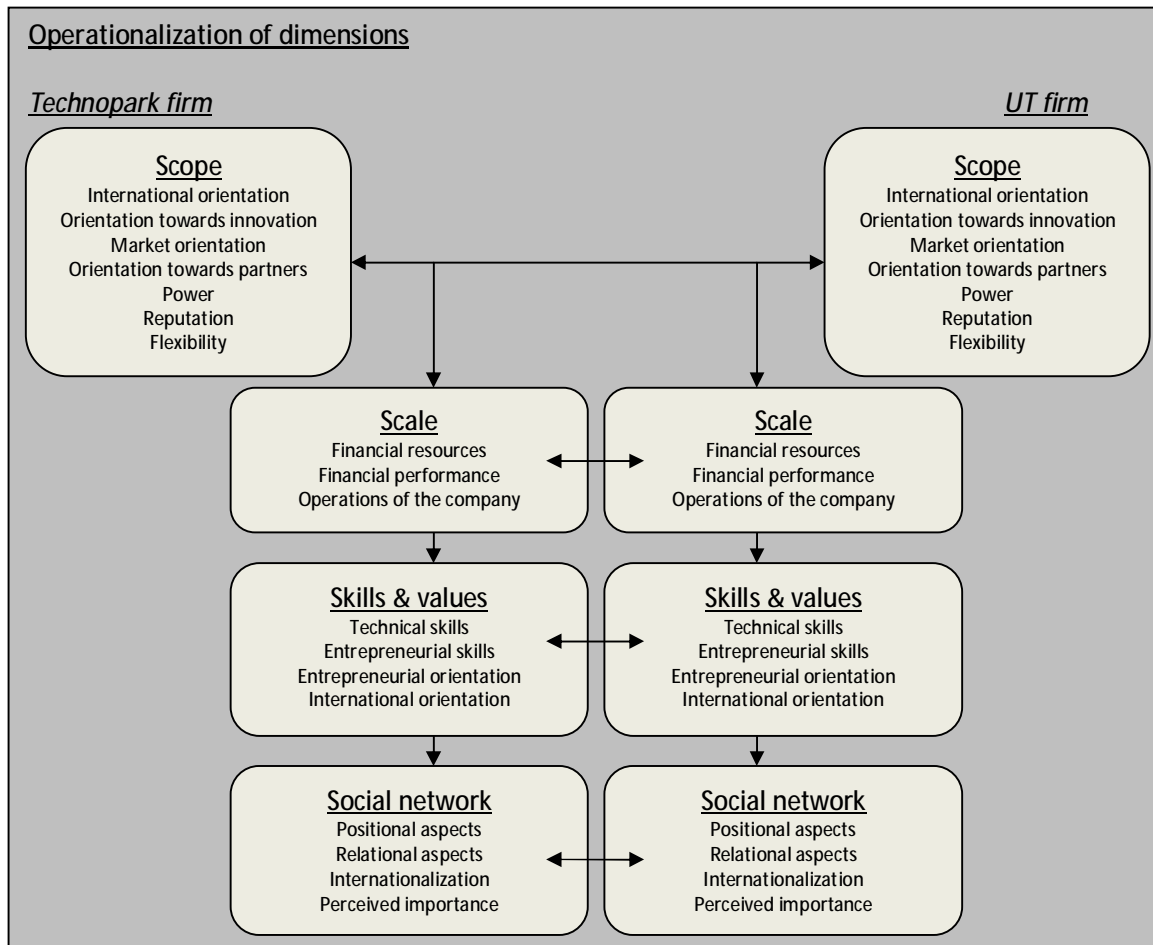 Operationalization of dimensions
Technopark firm
UT firm
Scope
International orientation
Orientation towards innovation
Market orientation
Orientation towards partners
Power
Reputation
Flexibility
Scope
International orientation
Orientation towards innovation
Market orientation
Orientation towards partners
Power
Reputation
Flexibility
Scale
Financial resources
Financial performance
Operations of the company
Scale
Financial resources
Financial performance
Operations of the company
Skills & values
Technical skills
Entrepreneurial skills
Entrepreneurial orientation
International orientation
Skills & values
Technical skills
Entrepreneurial skills
Entrepreneurial orientation
International orientation
Social network
Positional aspects
Relational aspects
Internationalization
Perceived importance
Social network
Positional aspects
Relational aspects
Internationalization
Perceived importance